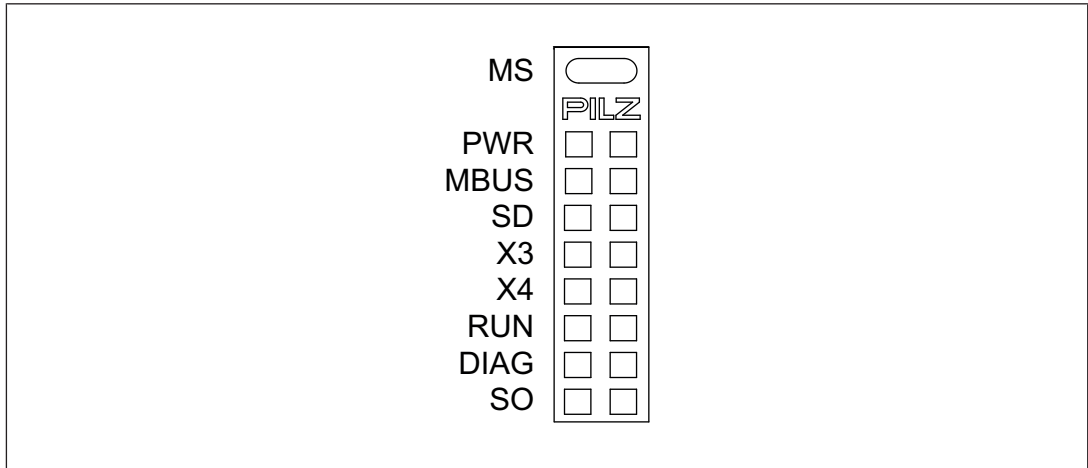 MS
PILZ
PWR
MBUS
SD
X3
X4
RUN
DIAG
SO